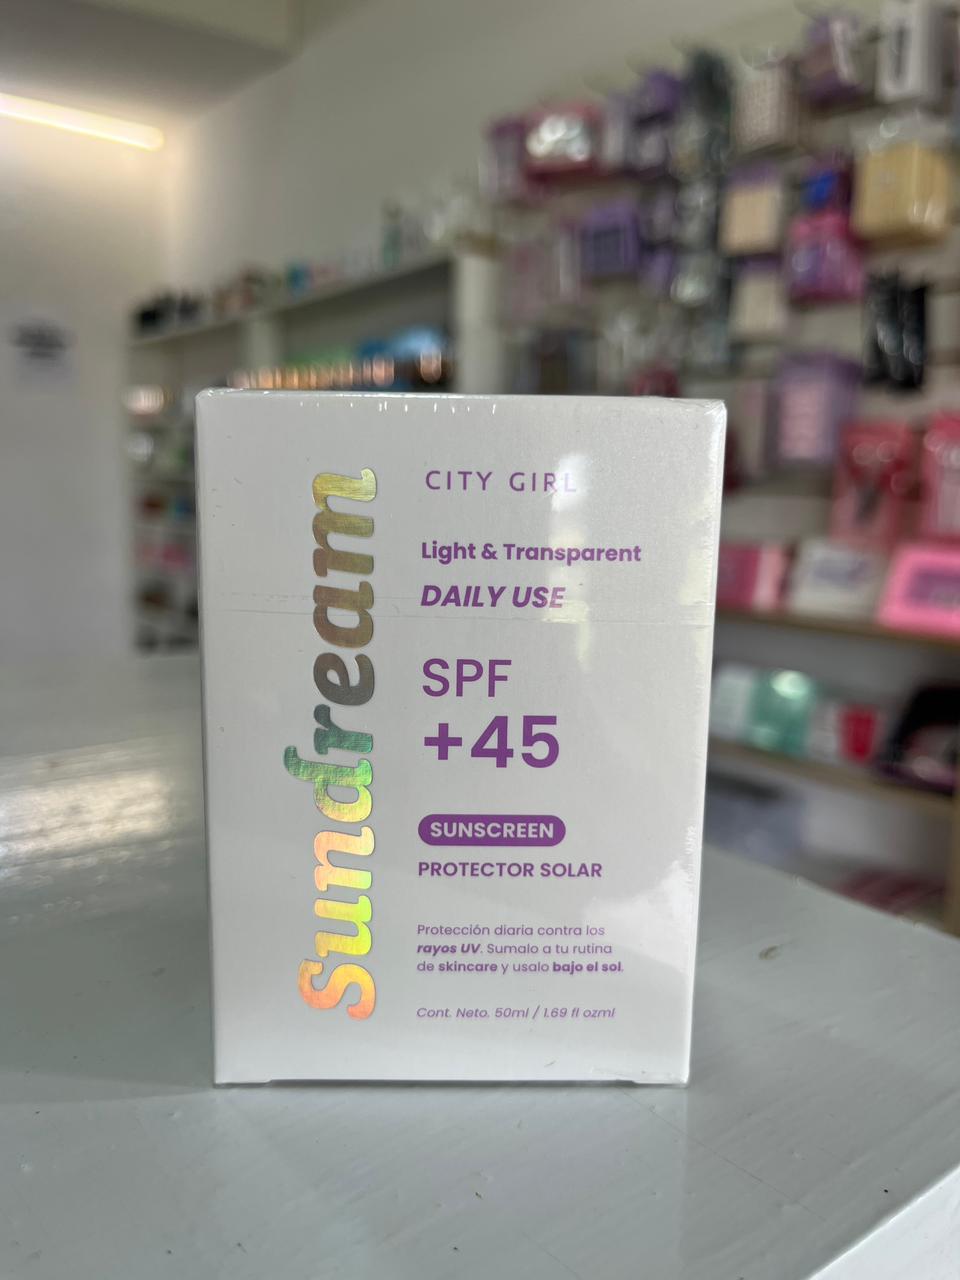 Sundream
CITY GIRL
Light & Transparent
DAILY USE
SPF
+45
SUNSCREEN
PROTECTOR SOLAR
Protección diaria contra los
rayos UV. Sumalo a tu rutina
de skincare y usalo bajo el sol.
Cont. Neto. 50ml / 1.69 fl ozml